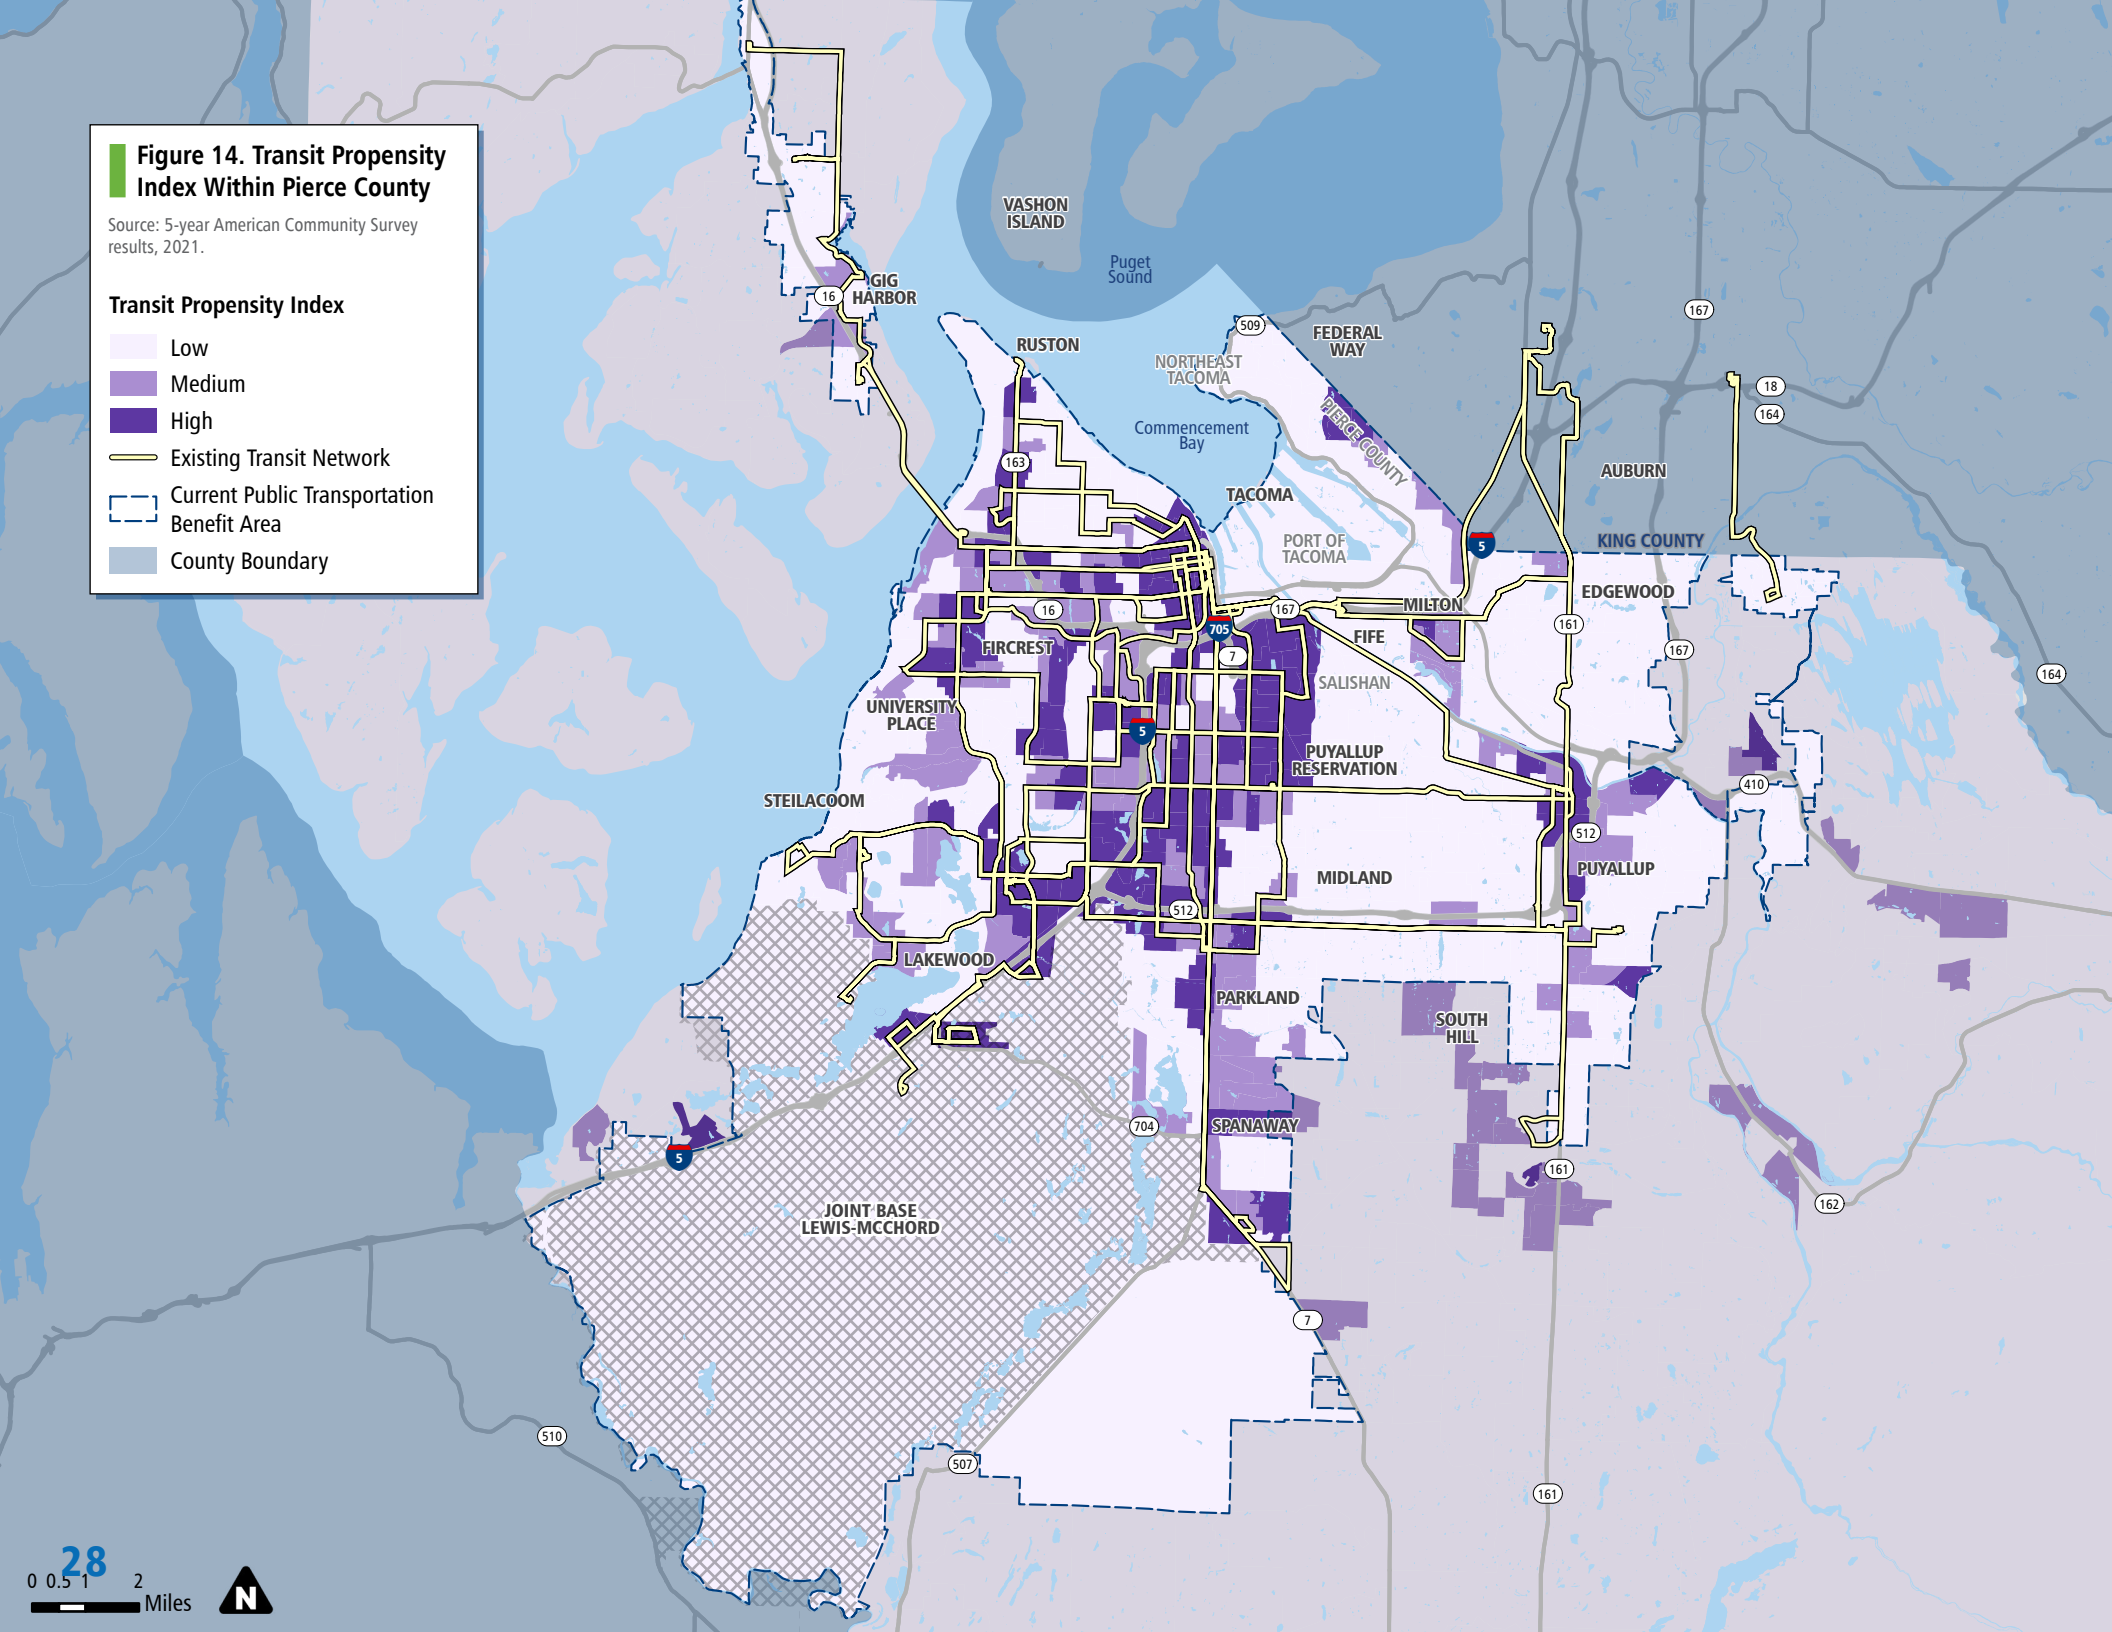 Figure 14. Transit Propensity
Index Within Pierce County
Source: 5-year American Community Survey
results, 2021.
Transit Propensity Index
Low
Medium
High
Existing Transit Network
Current Public Transportation
Benefit Area
County Boundary
VASHON
ISLAND
Puget
Sound
GIG
HARBOR
16
RUSTON
509
FEDERAL
WAY
167
NORTHEAST
TACOMA
18
164
PIERCE COUNTY
Commencement
Bay
163
AUBURN
TACOMA
PORT OF
TACOMA
5
KING COUNTY
EDGEWOOD
16
167
MILTON
161
705
FIFE
FIRCREST
7
167
164
SALISHAN
UNIVERSITY
PLACE
5
PUYALLUP
RESERVATION
410
STEILACOOM
512
PUYALLUP
MIDLAND
512
LAKEWOOD
PARKLAND
SOUTH
HILL
704
SPANAWAY
5
161
162
JOINT BASE
LEWIS-MCCHORD
7
510
507
161
28
0 0.5 1 2
Miles
N